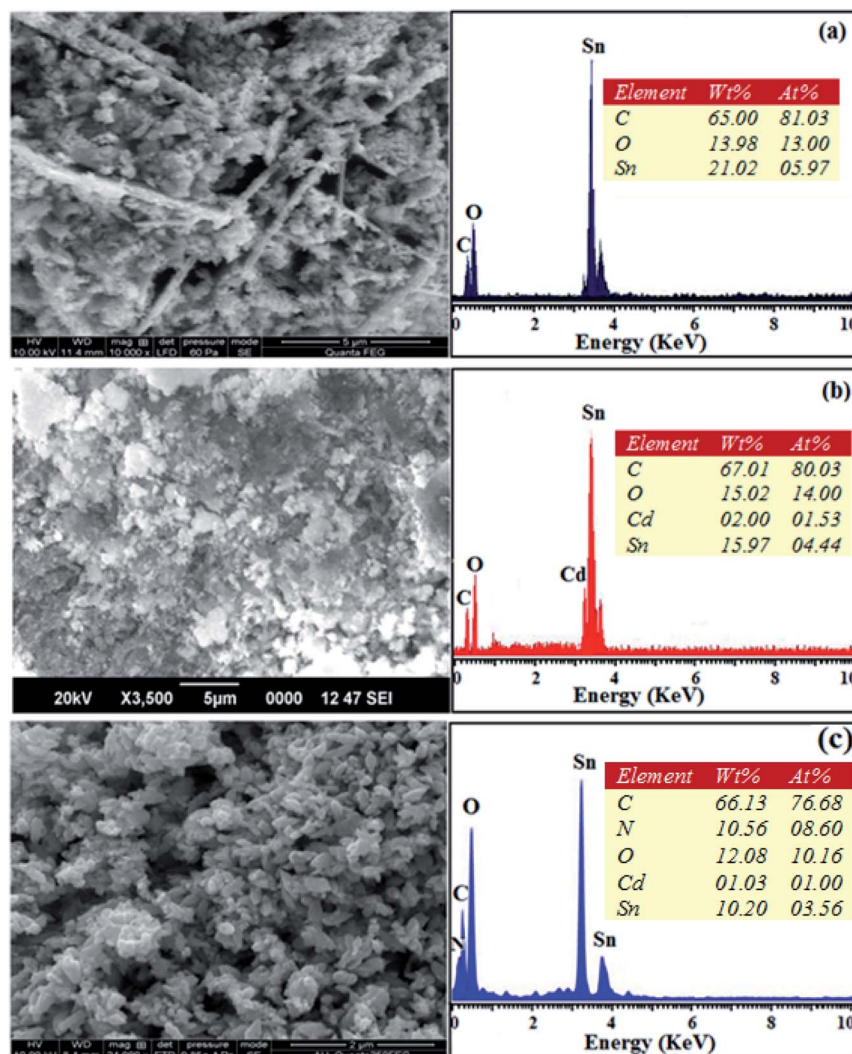 (a)
Sn
Element Wt% At%
C 65.00 81.03
O 13.98 13.00
Sn 21.02 05.97
O
C
0 2 4 6 8 10
Energy (KeV)
HV WD mag det pressure mode 5 µm
10.00 kV 11.4 mm 10 000 x LFD 60 Pa SE Quanta FEG
(b)
Sn
Element Wt% At%
C 67.01 80.03
O 15.02 14.00
Cd 02.00 01.53
Sn 15.97 04.44
O
Cd
C
0 2 4 6 8 10
Energy (KeV)
20kV X3,500 5µm 0000 12 47 SEI
(c)
Sn
Element Wt% At%
C 66.13 76.68
N 10.56 08.60
O 12.08 10.16
Cd 01.03 01.00
Sn 10.20 03.56
O
C
N
Sn
0 2 4 6 8 10
Energy (KeV)
HV WD mag det pressure mode 2 µm